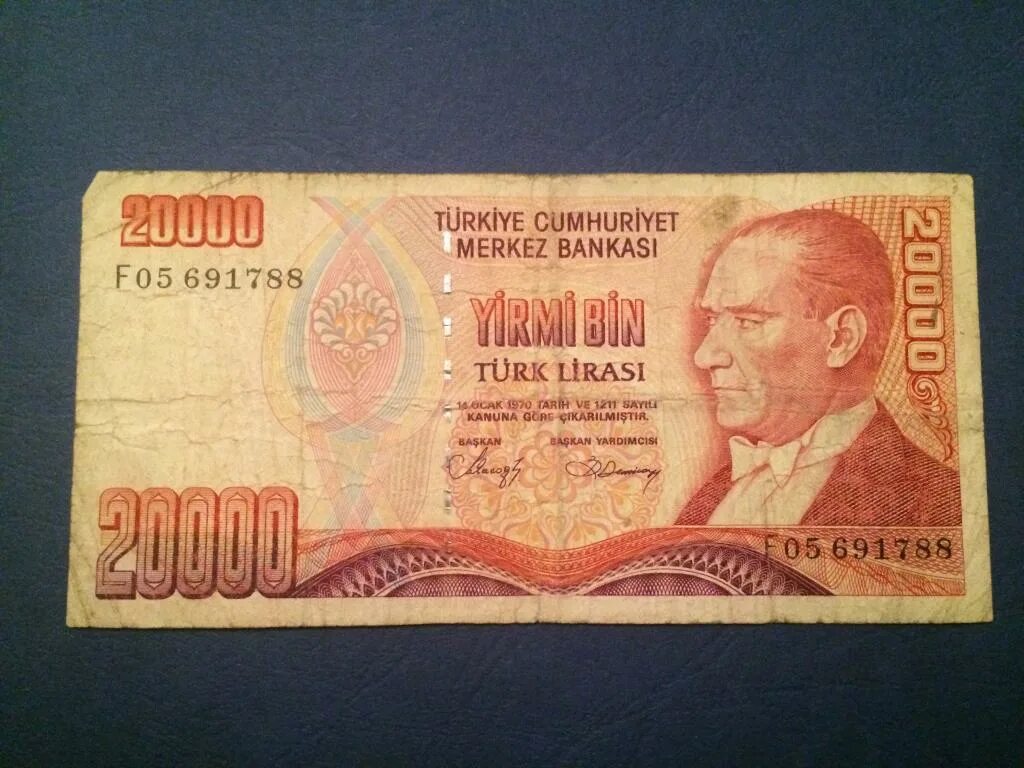 20000
F05 691788
TÜRKİYE CUMHURİYET
MERKEZ BANKASI
YİRMİ BİN
TÜRK LİRASI
14 OCAK 1970 TARİH VE 1211 SAYILI
KANUNA GÖRE ÇIKARILMIŞTIR.
BAŞKAN BAŞKAN YARDIMCISI
20000
20000
F05 691788